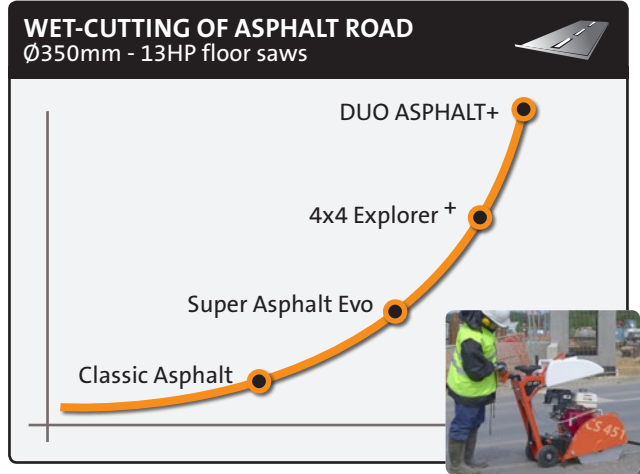 WET-CUTTING OF ASPHALT ROAD
Ø350mm - 13HP floor saws
DUO ASPHALT+
4x4 Explorer +
Super Asphalt Evo
Classic Asphalt
CS 451